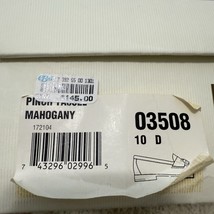 $145.00
PINCH TASSEL
MAHOGANY
172104
03508
10 D
7 43296 02996 5